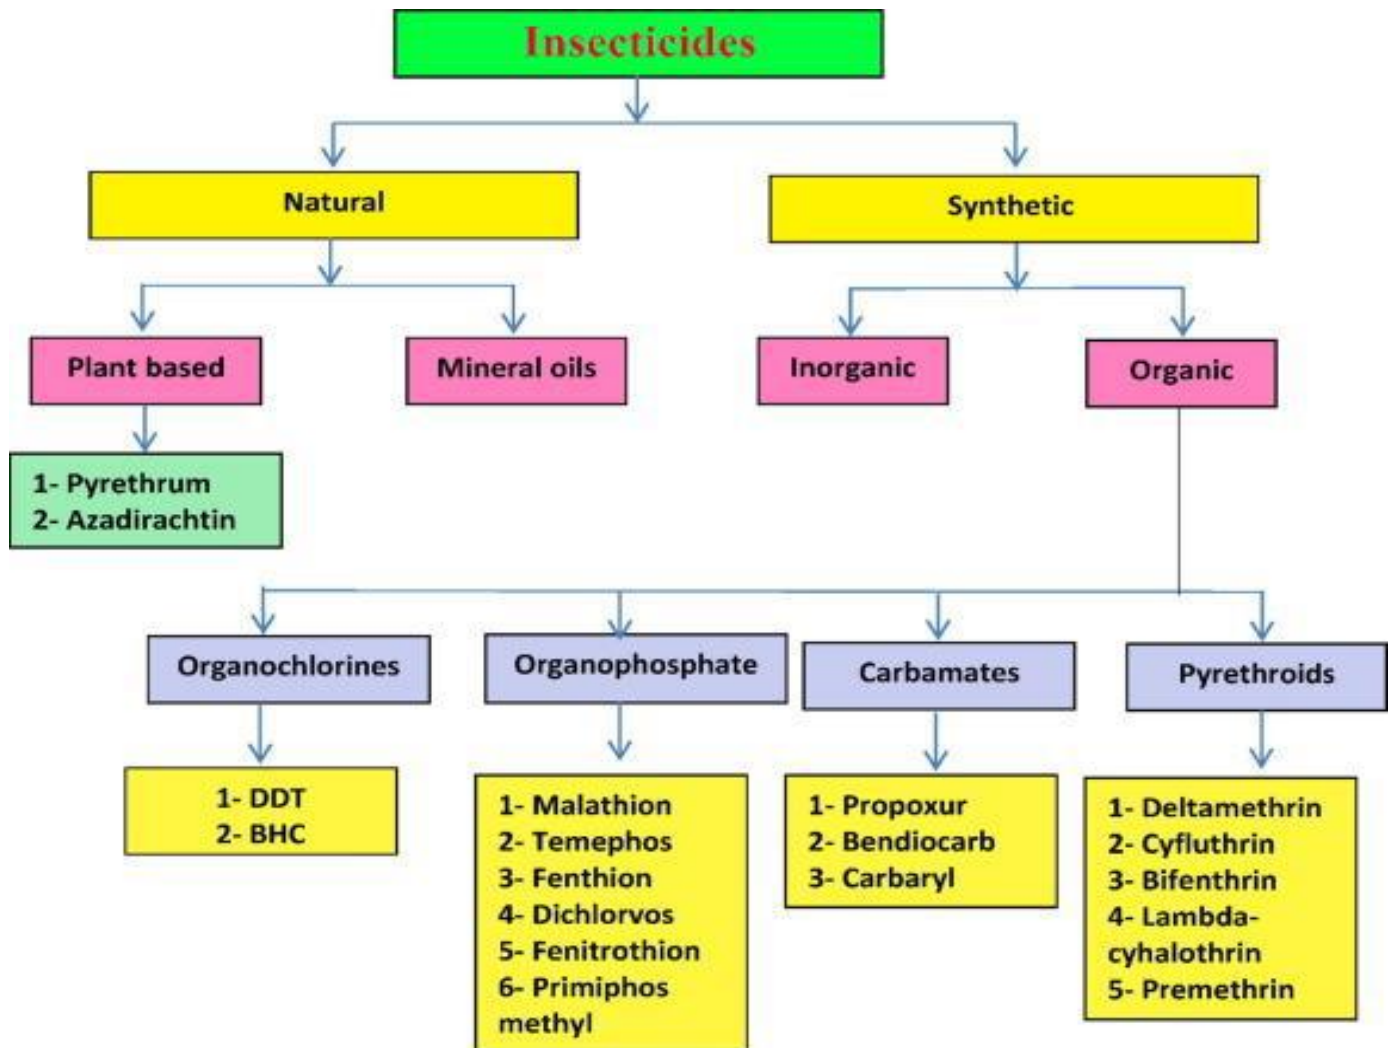 Insecticides
Natural
Synthetic
Plant based
Mineral oils
Inorganic
Organic
1- Pyrethrum
2- Azadirachtin
Organochlorines
Organophosphate
Carbamates
Pyrethroids
1- DDT
2- BHC
1- Malathion
2- Temephos
3- Fenthion
4- Dichlorvos
5- Fenitrothion
6- Primiphos
methyl
1- Propoxur
2- Bendiocarb
3- Carbaryl
1- Deltamethrin
2- Cyfluthrin
3- Bifenthrin
4- Lambda-
cyhalothrin
5- Premethrin